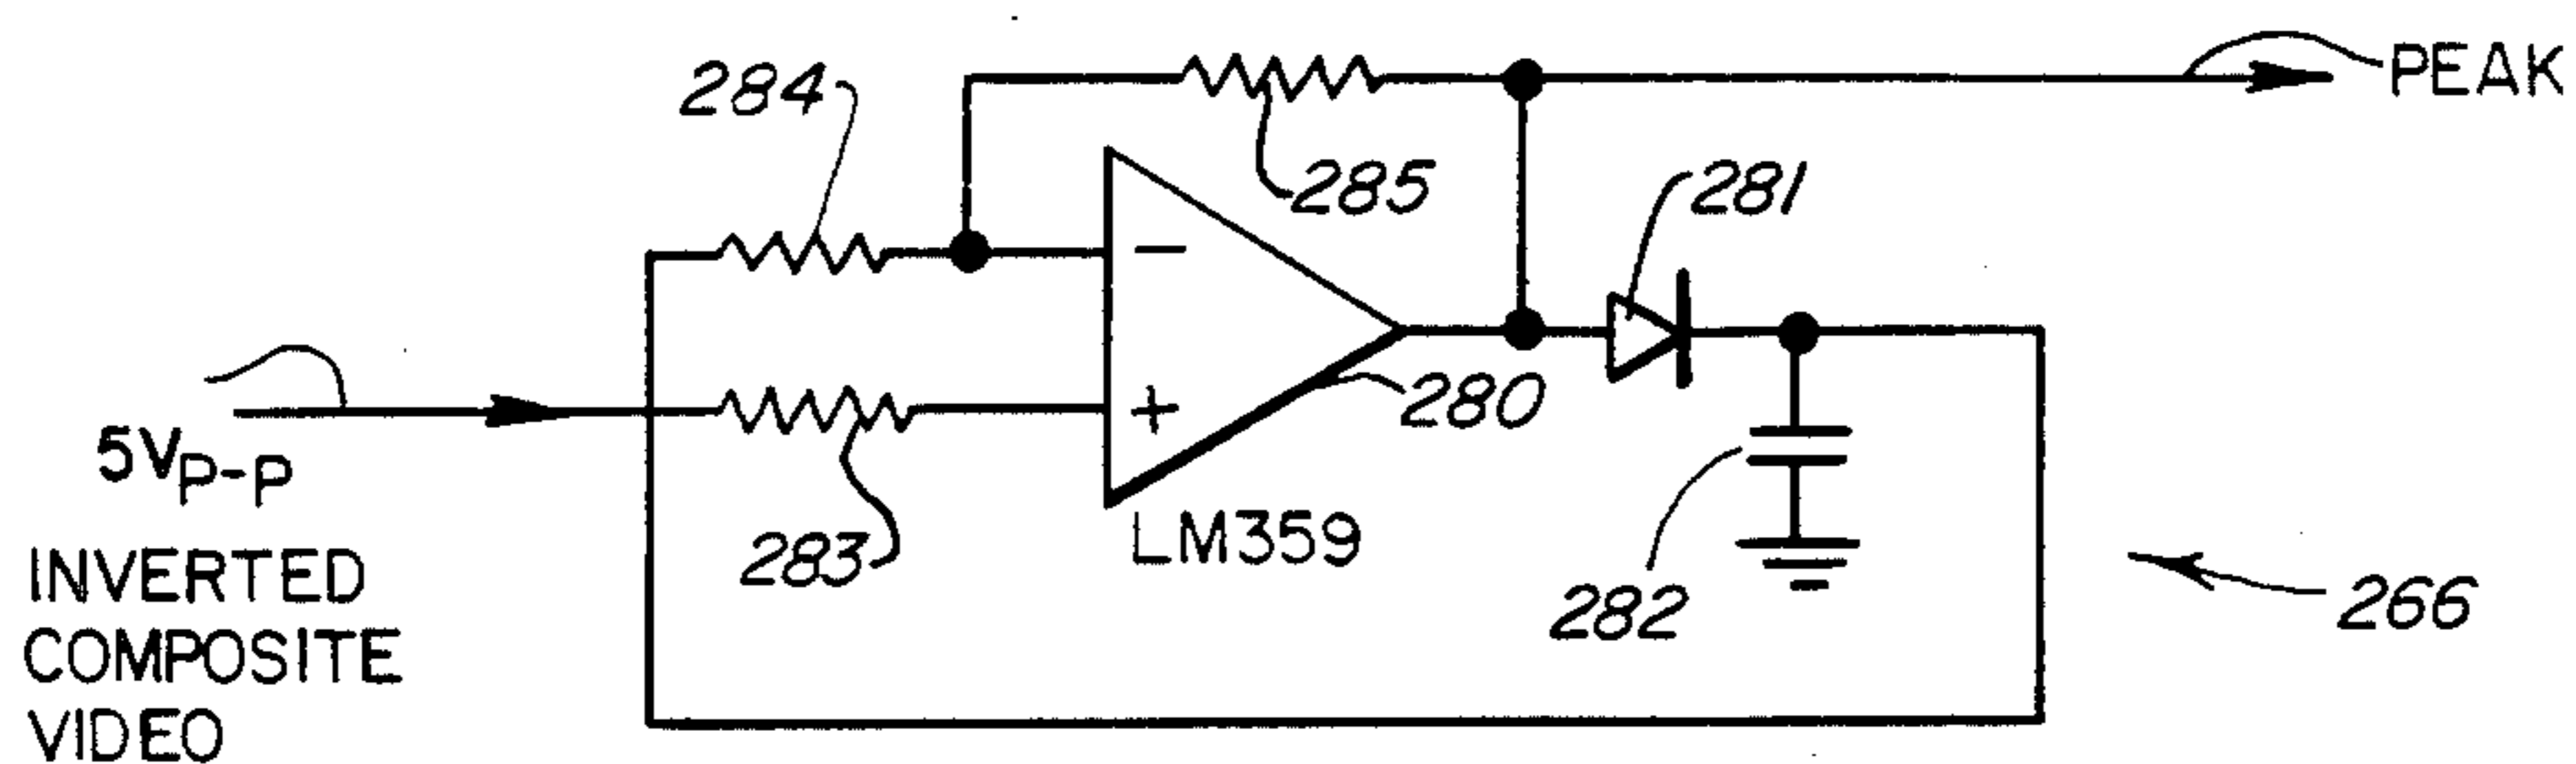 PEAK
284
285
281
−
+
280
5VP-P
INVERTED
COMPOSITE
VIDEO
283
LM359
282
266